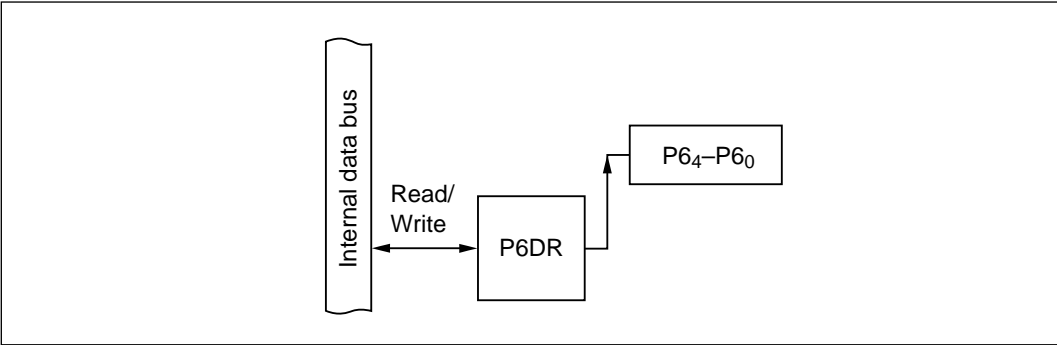 Internal data bus
Read/
Write
P6DR
P6₄–P6₀